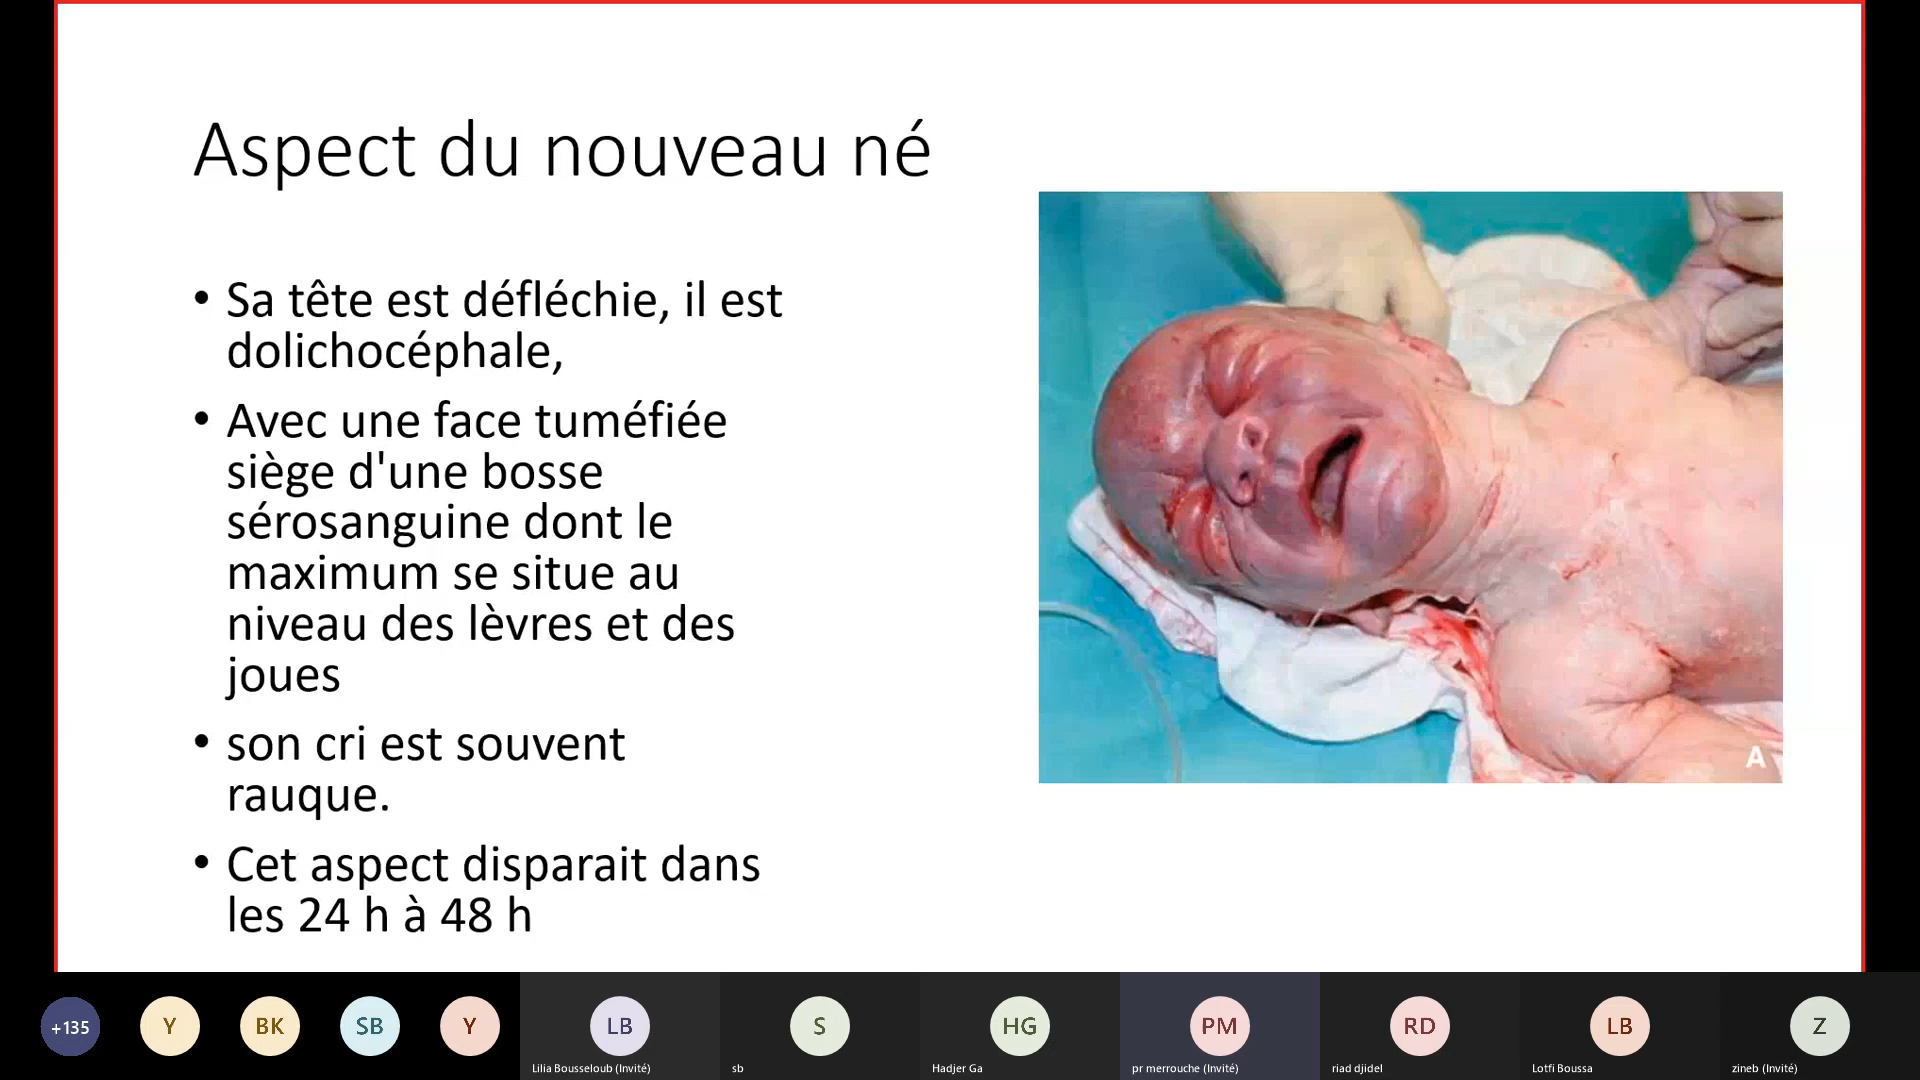 Aspect du nouveau né
• Sa tête est défléchie, il est
dolichocéphale,
• Avec une face tuméfiée
siège d'une bosse
sérosanguine dont le
maximum se situe au
niveau des lèvres et des
joues
• son cri est souvent
rauque.
• Cet aspect disparait dans
les 24 h à 48 h
A
+135
Y
BK
SB
Y
LB
S
HG
PM
RD
LB
Z
Lilia Bousseloub (Invité)
sb
Hadjer Ga
pr merrouche (Invité)
riad djidel
Lotfi Boussa
zineb (Invité)